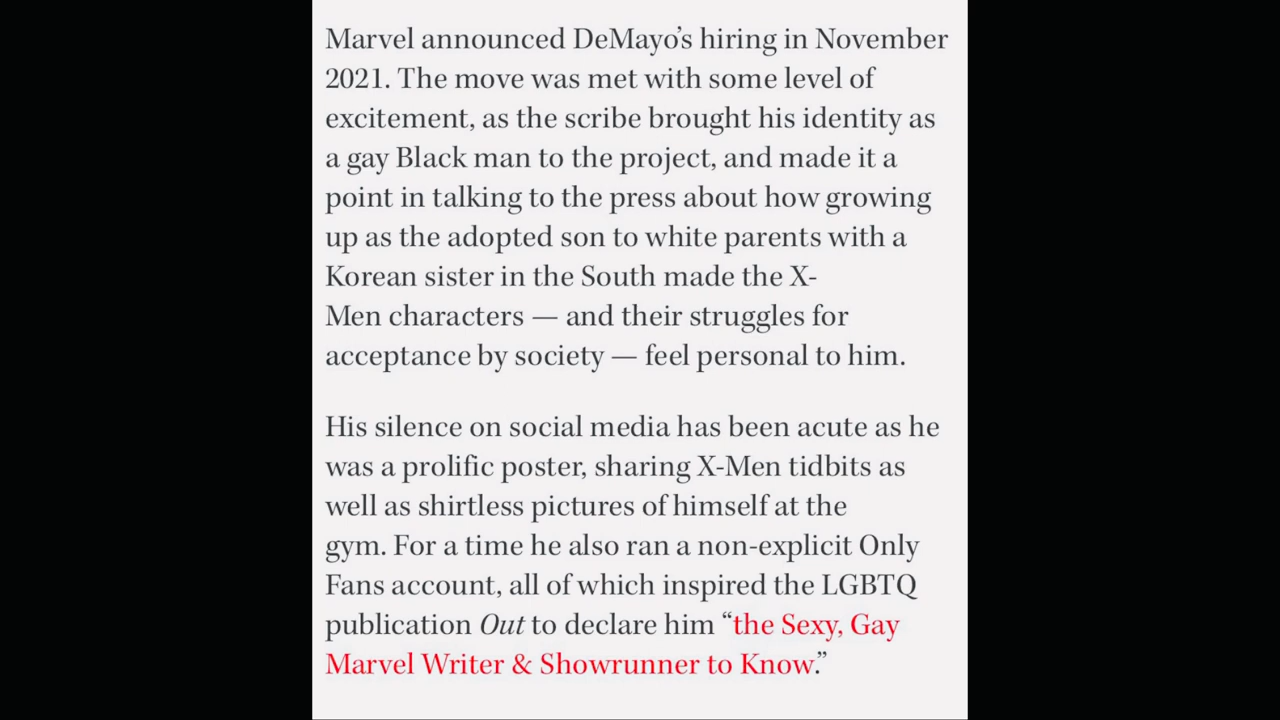 Marvel announced DeMayo's hiring in November
2021. The move was met with some level of
excitement, as the scribe brought his identity as
a gay Black man to the project, and made it a
point in talking to the press about how growing
up as the adopted son to white parents with a
Korean sister in the South made the X-
Men characters — and their struggles for
acceptance by society — feel personal to him.
His silence on social media has been acute as he
was a prolific poster, sharing X-Men tidbits as
well as shirtless pictures of himself at the
gym. For a time he also ran a non-explicit Only
Fans account, all of which inspired the LGBTQ
publication Out to declare him “the Sexy, Gay
Marvel Writer & Showrunner to Know.”